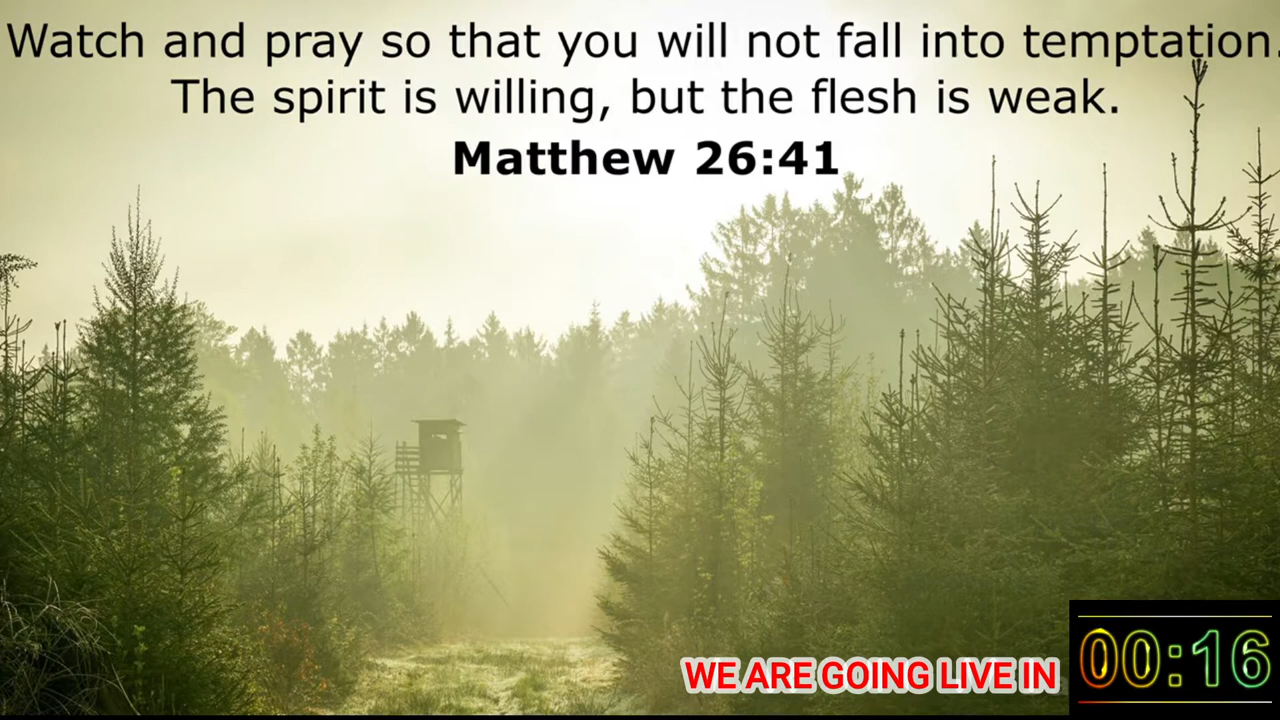 Watch and pray so that you will not fall into temptation.
The spirit is willing, but the flesh is weak.
Matthew 26:41
WE ARE GOING LIVE IN 00:16